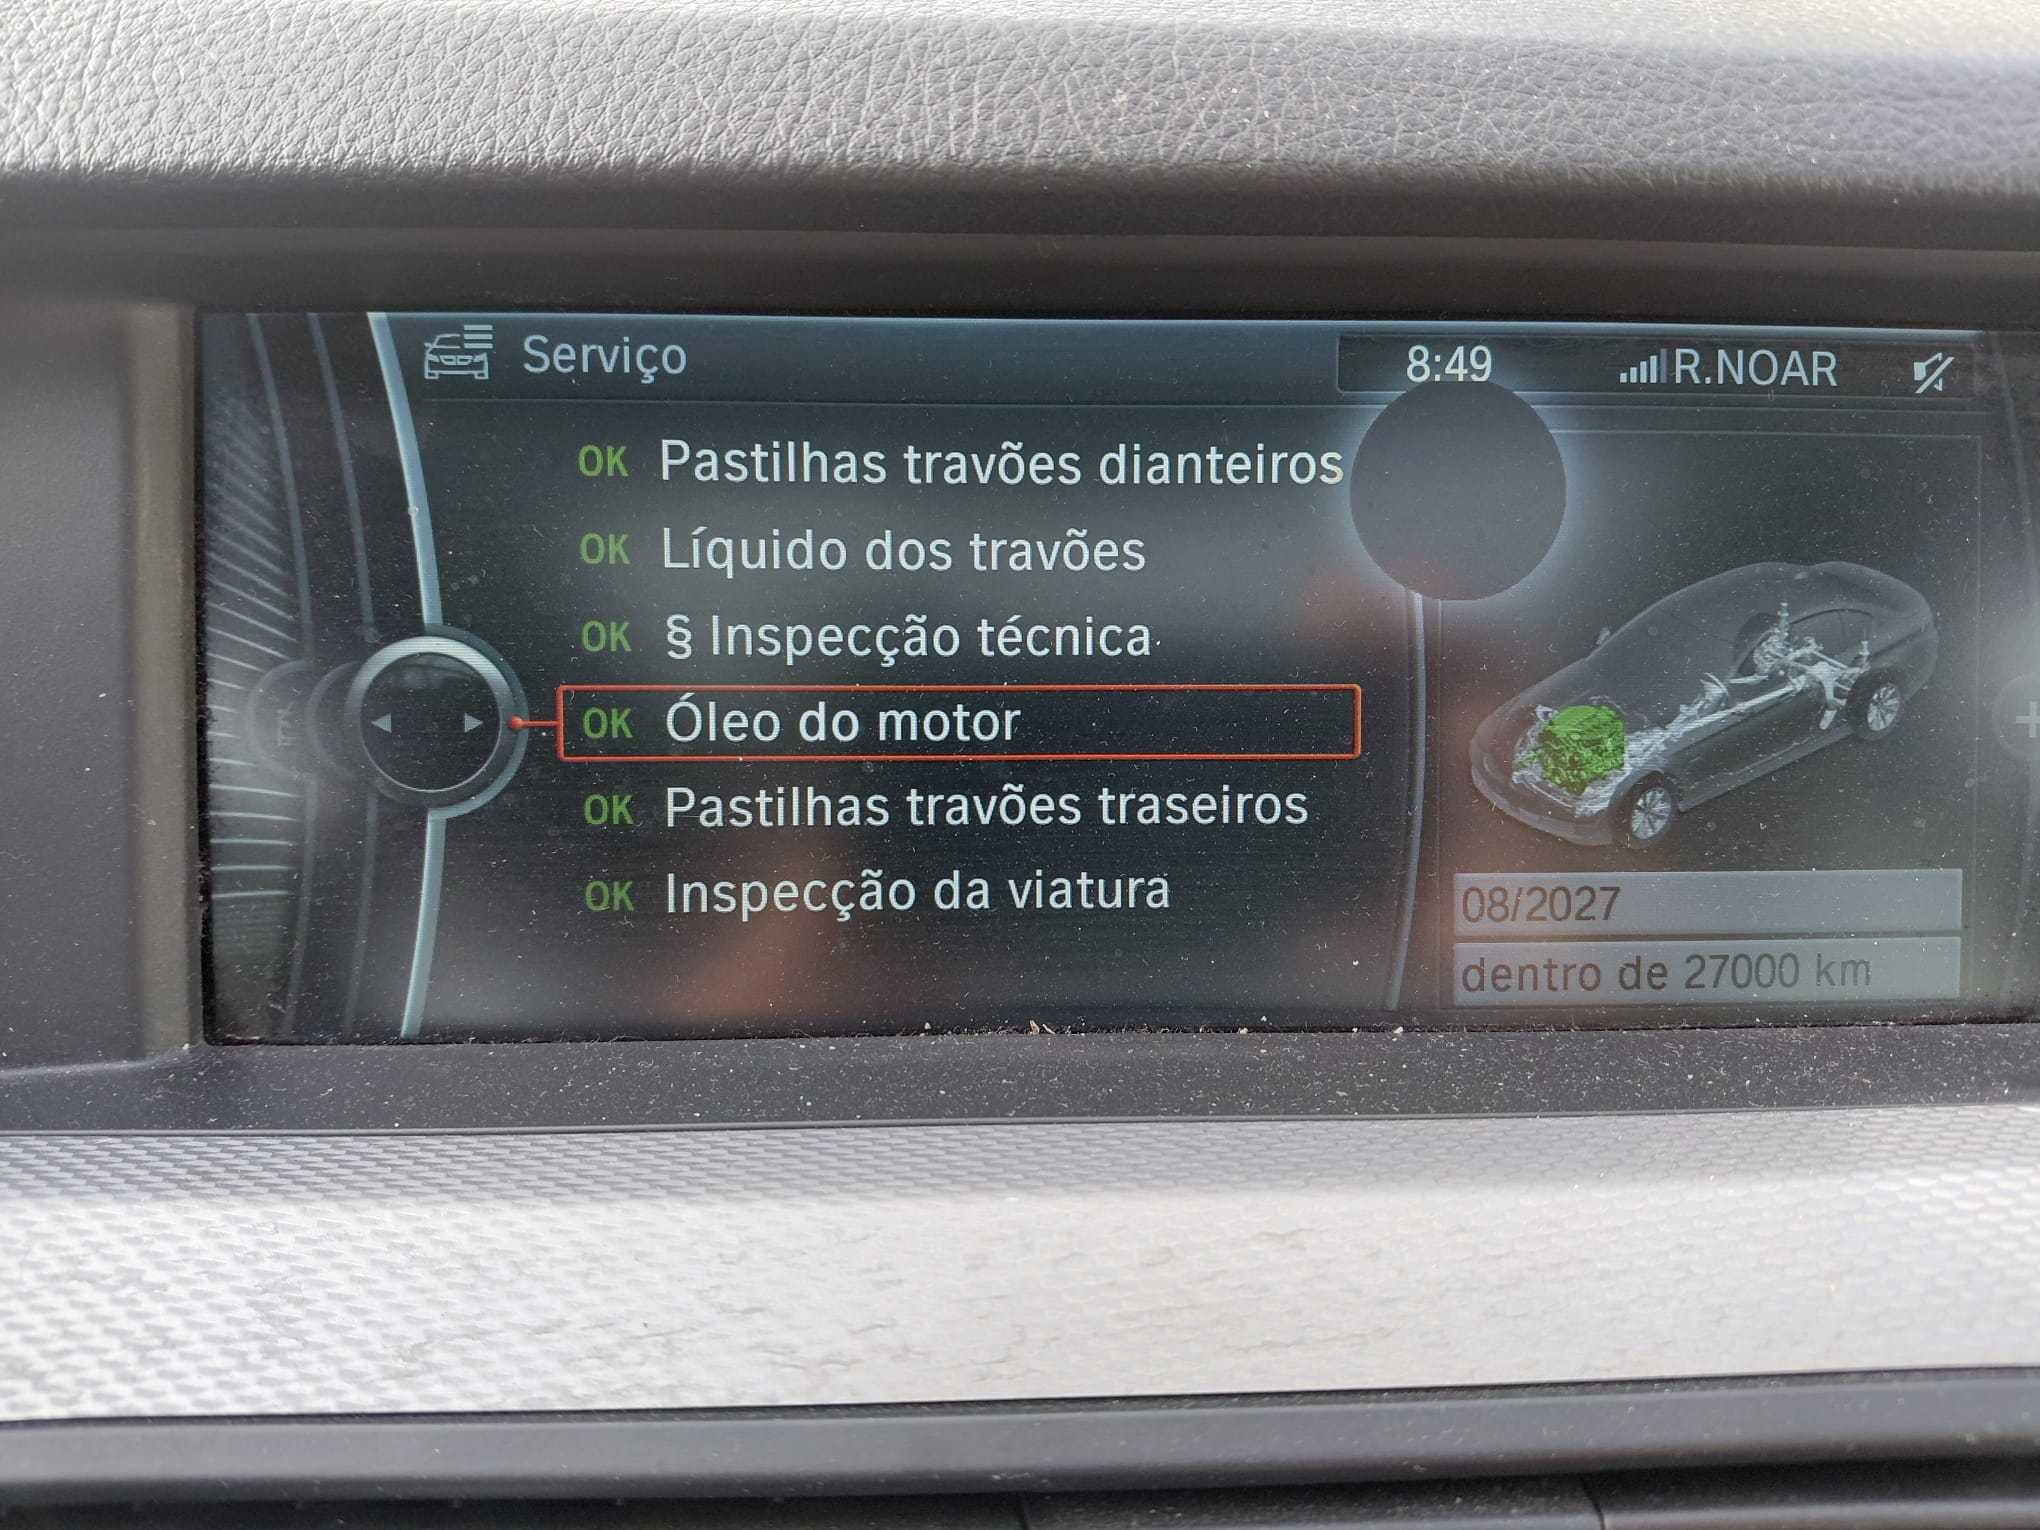 Serviço
8:49 R.NOAR
OK Pastilhas travões dianteiros
OK Líquido dos travões
OK § Inspecção técnica
OK Óleo do motor
OK Pastilhas travões traseiros
OK Inspecção da viatura
08/2027
dentro de 27000 km